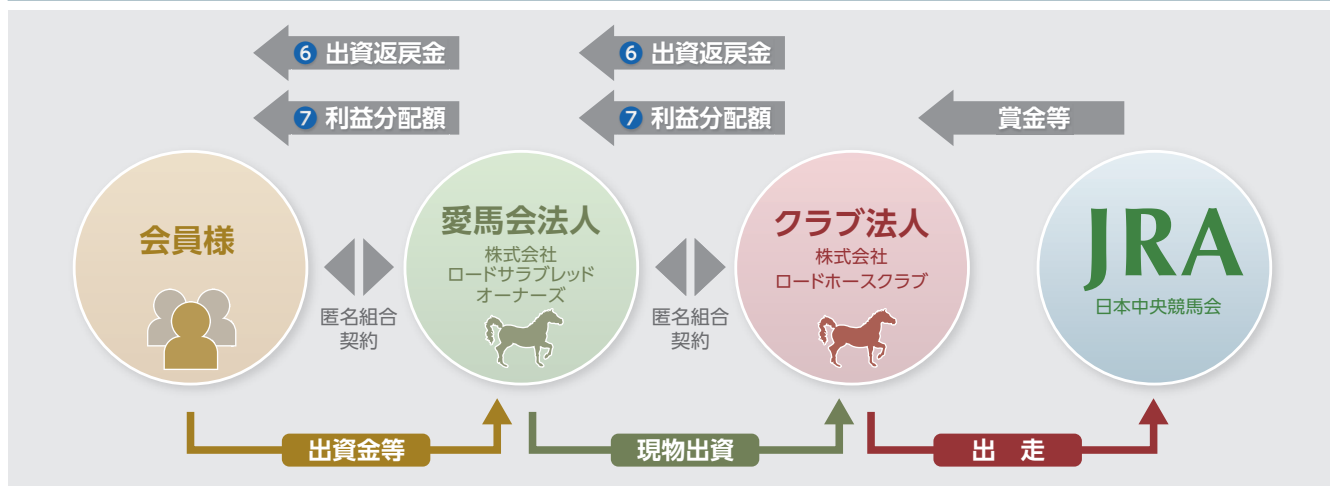 ❻ 出資返戻金
❻ 出資返戻金
❼ 利益分配額
❼ 利益分配額
賞金等
会員様
匿名組合
契約
愛馬会法人
株式会社
ロードサラブレッド
オーナーズ
匿名組合
契約
クラブ法人
株式会社
ロードホースクラブ
JRA
日本中央競馬会
出資金等
現物出資
出 走